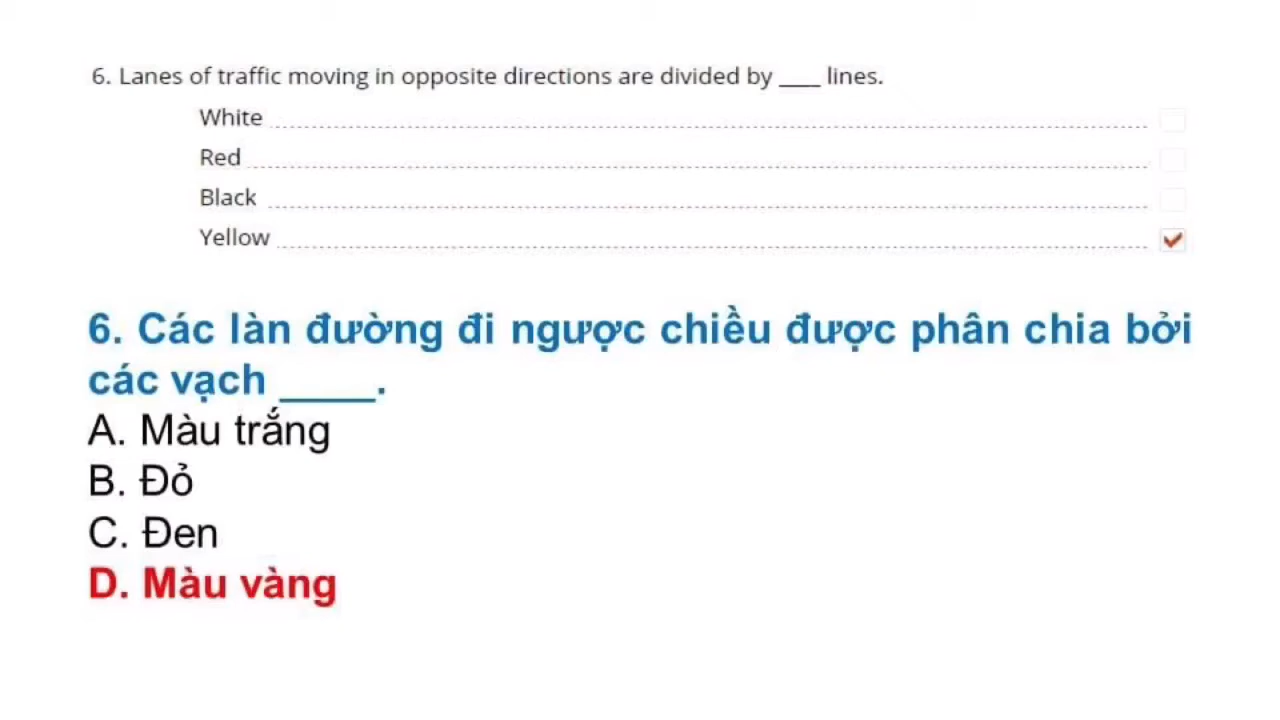 6. Lanes of traffic moving in opposite directions are divided by ____ lines.
White
Red
Black
Yellow
6. Các làn đường đi ngược chiều được phân chia bởi
các vạch _____.
A. Màu trắng
B. Đỏ
C. Đen
D. Màu vàng